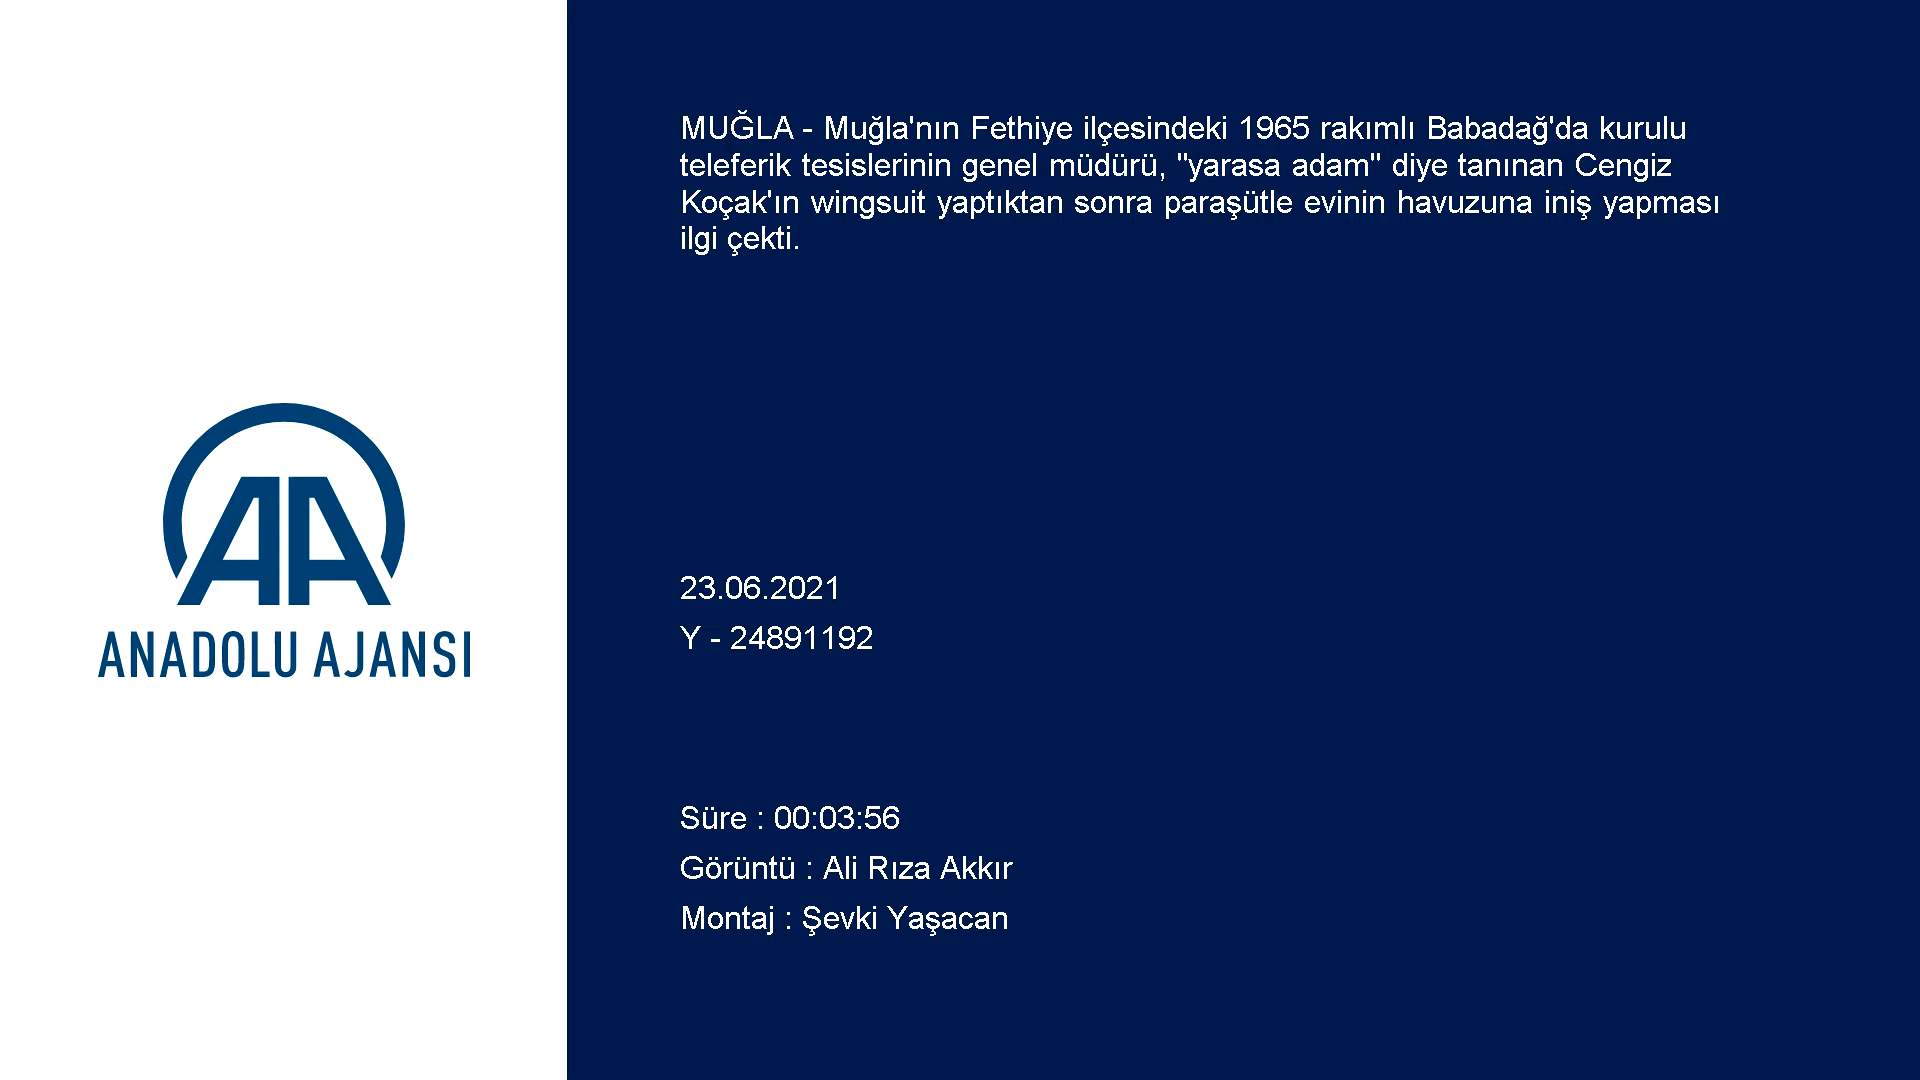 MUĞLA - Muğla'nın Fethiye ilçesindeki 1965 rakımlı Babadağ'da kurulu
teleferik tesislerinin genel müdürü, "yarasa adam" diye tanınan Cengiz
Koçak'ın wingsuit yaptıktan sonra paraşütle evinin havuzuna iniş yapması
ilgi çekti.
AA
ANADOLU AJANSI
23.06.2021
Y - 24891192
Süre : 00:03:56
Görüntü : Ali Rıza Akkır
Montaj : Şevki Yaşacan